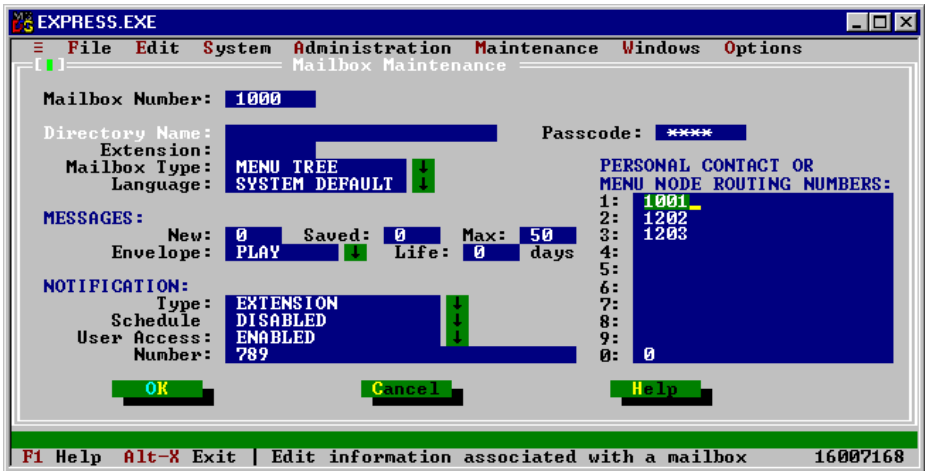 EXPRESS.EXE
≡ File Edit System Administration Maintenance Windows Options
Mailbox Maintenance
Mailbox Number: 1000
Directory Name: Passcode: ****
Extension:
Mailbox Type: MENU TREE ↓
Language: SYSTEM DEFAULT ↓
PERSONAL CONTACT OR
MENU NODE ROUTING NUMBERS:
MESSAGES:
New: 0 Saved: 0 Max: 50
Envelope: PLAY ↓ Life: 0 days
NOTIFICATION:
Type: EXTENSION ↓
Schedule DISABLED ↓
User Access: ENABLED ↓
Number: 789
1: 1001
2: 1202
3: 1203
4:
5:
6:
7:
8:
9:
0: 0
OK Cancel Help
F1 Help Alt-X Exit | Edit information associated with a mailbox 16007168